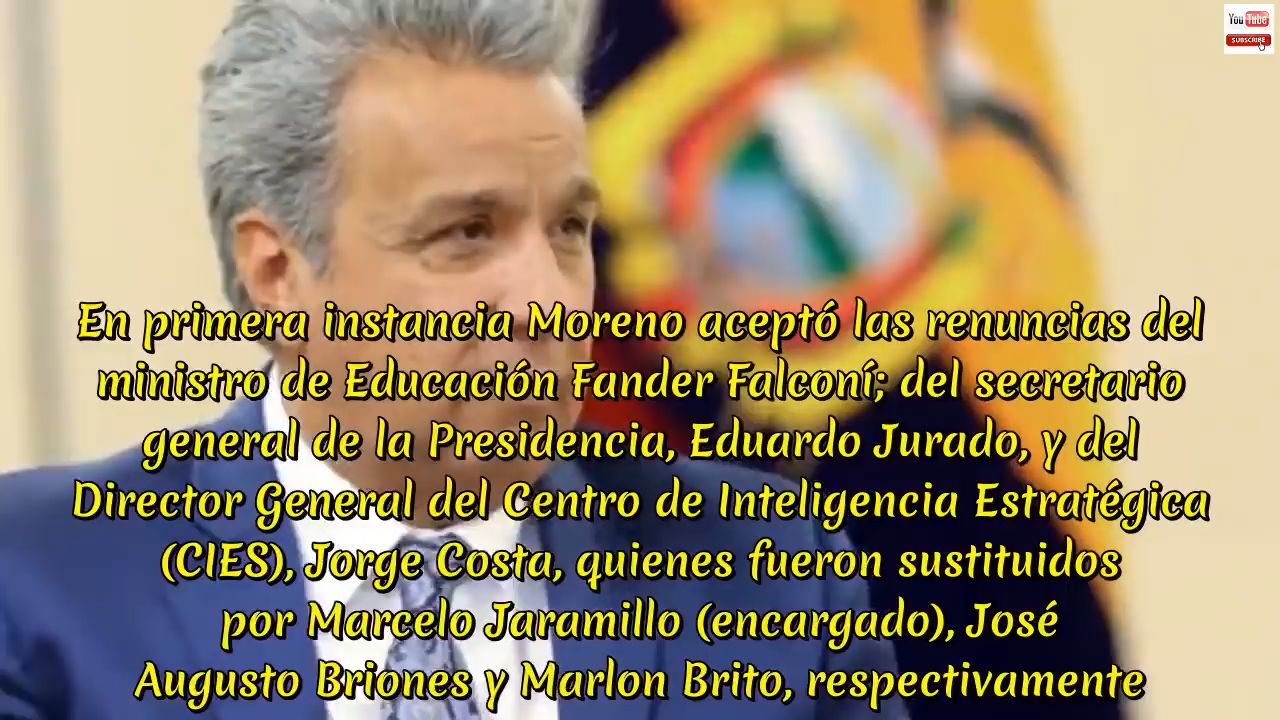 You Tube
SUBSCRIBE
En primera instancia Moreno aceptó las renuncias del
ministro de Educación Fander Falconí; del secretario
general de la Presidencia, Eduardo Jurado, y del
Director General del Centro de Inteligencia Estratégica
(CIES), Jorge Costa, quienes fueron sustituidos
por Marcelo Jaramillo (encargado), José
Augusto Briones y Marlon Brito, respectivamente